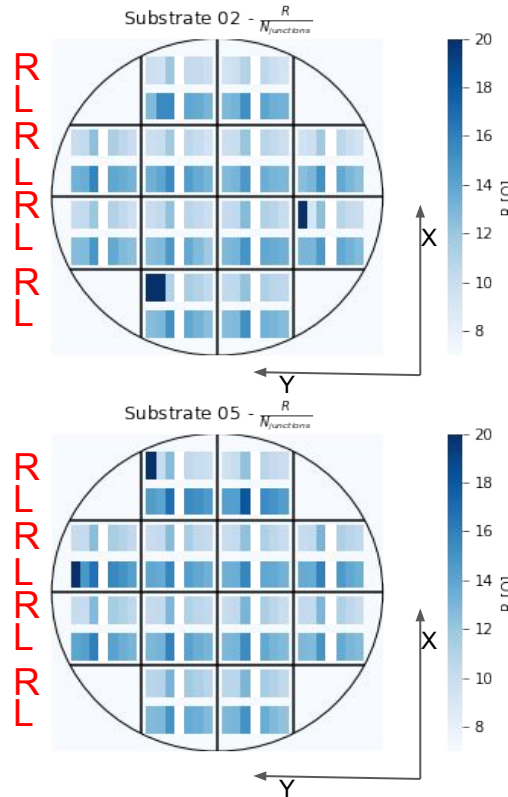 Substrate 02 - R/N_junctions
R
L
R
L
R
L
R
L
20
18
16
14
12
10
8
R [Ω]
X
Y
Substrate 05 - R/N_junctions
R
L
R
L
R
L
R
L
20
18
16
14
12
10
8
R [Ω]
X
Y